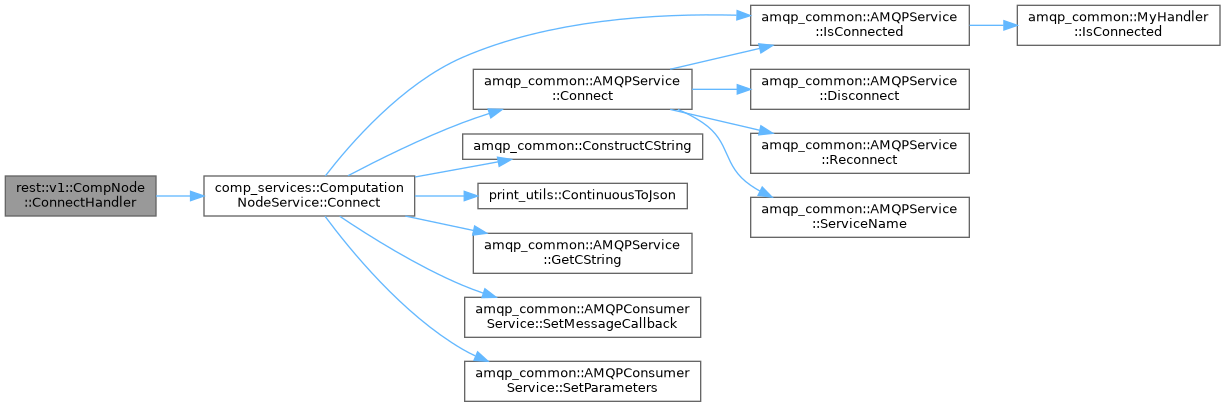 rest::v1::CompNode
::ConnectHandler
comp_services::Computation
NodeService::Connect
amqp_common::AMQPService
::IsConnected
amqp_common::MyHandler
::IsConnected
amqp_common::AMQPService
::Connect
amqp_common::AMQPService
::Disconnect
amqp_common::AMQPService
::Reconnect
amqp_common::AMQPService
::ServiceName
amqp_common::ConstructCString
print_utils::ContinuousToJson
amqp_common::AMQPService
::GetCString
amqp_common::AMQPConsumer
Service::SetMessageCallback
amqp_common::AMQPConsumer
Service::SetParameters